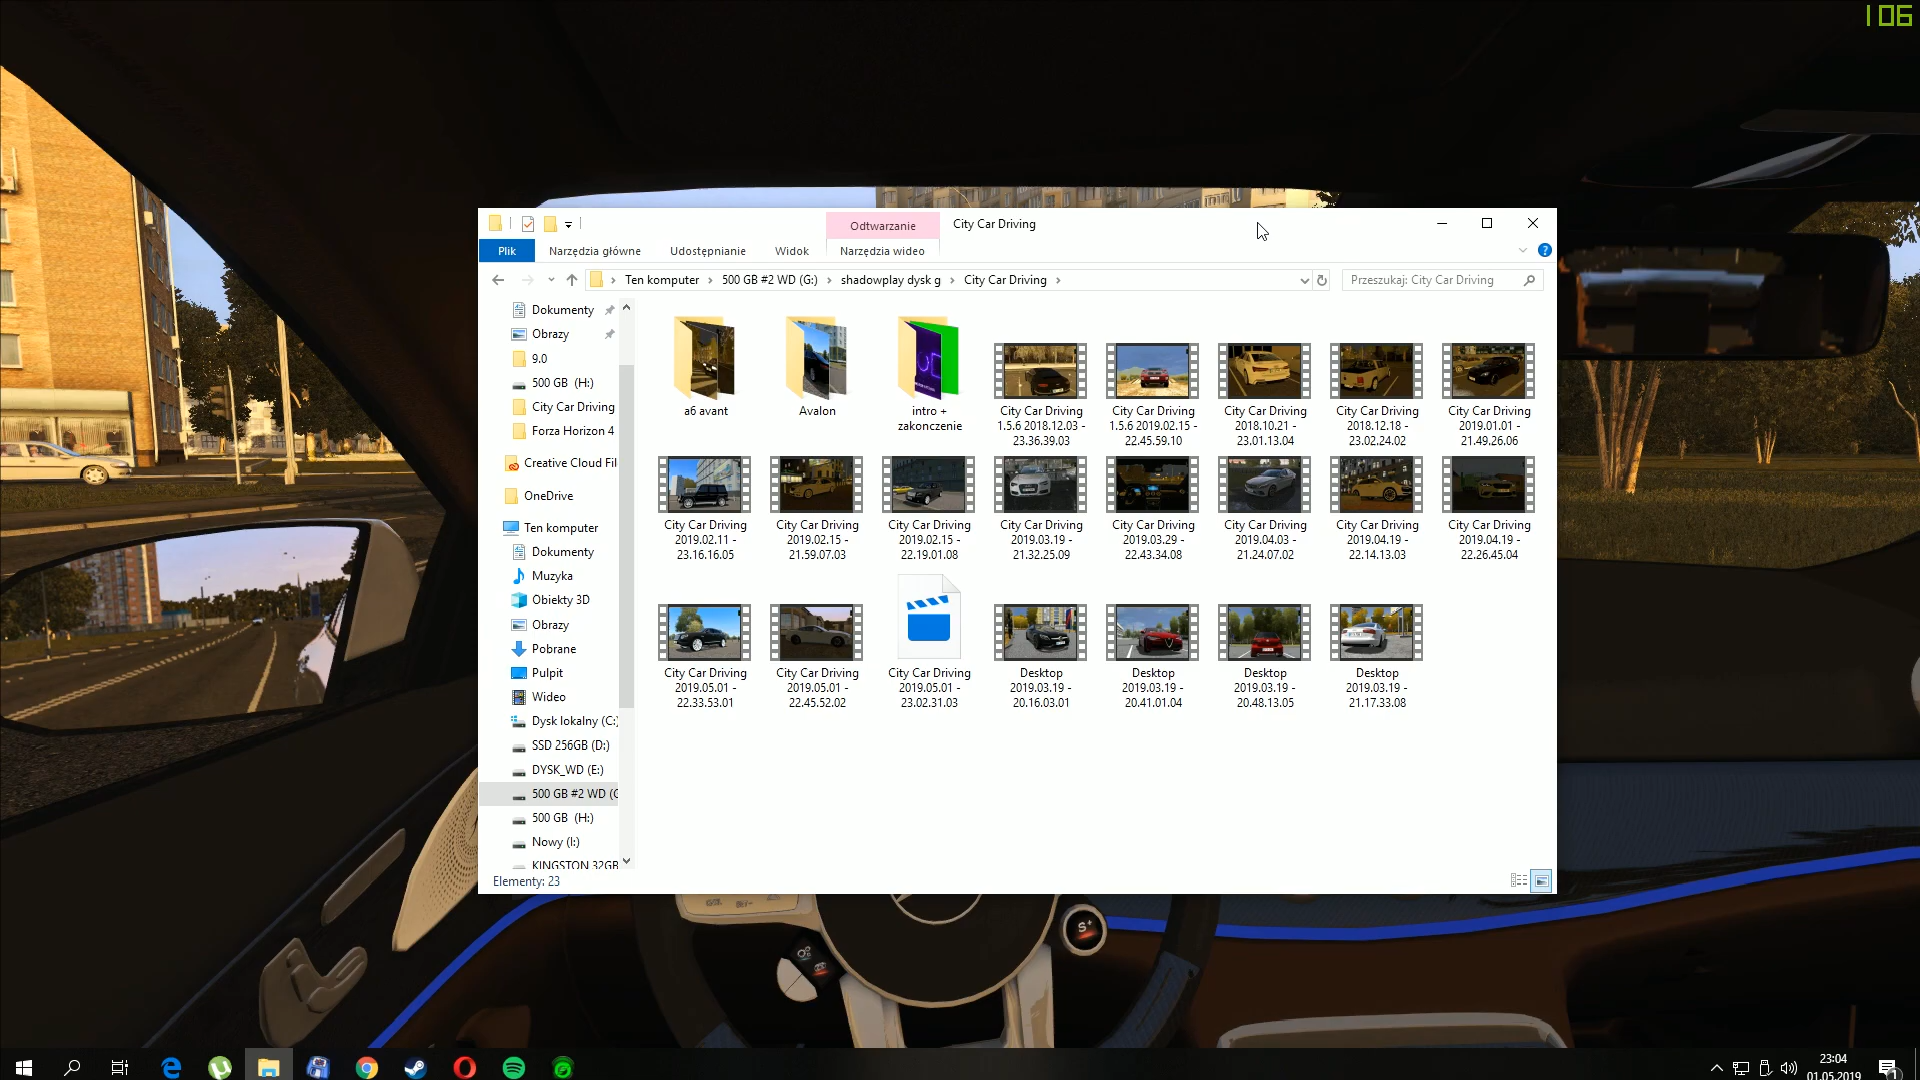 106
Odtwarzanie
City Car Driving
Plik
Narzędzia główne
Udostępnianie
Widok
Narzędzia wideo
Ten komputer
500 GB #2 WD (G:)
shadowplay dysk g
City Car Driving
Przeszukaj: City Car Driving
Dokumenty
Obrazy
9.0
500 GB (H:)
City Car Driving
Forza Horizon 4
Creative Cloud Fil
OneDrive
Ten komputer
Dokumenty
Muzyka
Obiekty 3D
Obrazy
Pobrane
Pulpit
Wideo
Dysk lokalny (C:)
SSD 256GB (D:)
DYSK_WD (E:)
500 GB #2 WD (G
500 GB (H:)
Nowy (I:)
KINGSTON 32GB
a6 avant
Avalon
intro +
zakonczenie
City Car Driving
1.5.6 2018.12.03 -
23.36.39.03
City Car Driving
1.5.6 2019.02.15 -
22.45.59.10
City Car Driving
2018.10.21 -
23.01.13.04
City Car Driving
2018.12.18 -
23.02.24.02
City Car Driving
2019.01.01 -
21.49.26.06
City Car Driving
2019.02.11 -
23.16.16.05
City Car Driving
2019.02.15 -
21.59.07.03
City Car Driving
2019.02.15 -
22.19.01.08
City Car Driving
2019.03.19 -
21.32.25.09
City Car Driving
2019.03.29 -
22.43.34.08
City Car Driving
2019.04.03 -
21.24.07.02
City Car Driving
2019.04.19 -
22.14.13.03
City Car Driving
2019.04.19 -
22.26.45.04
City Car Driving
2019.05.01 -
22.33.53.01
City Car Driving
2019.05.01 -
22.45.52.02
City Car Driving
2019.05.01 -
23.02.31.03
Desktop
2019.03.19 -
20.16.03.01
Desktop
2019.03.19 -
20.41.01.04
Desktop
2019.03.19 -
20.48.13.05
Desktop
2019.03.19 -
21.17.33.08
Elementy: 23
S+
23:04
01.05.2019
1